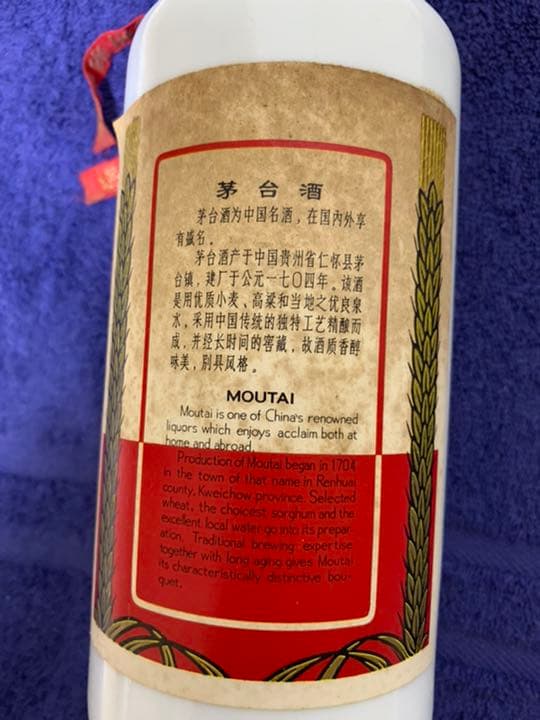 茅台酒
茅台酒为中国名酒，在国内外享
有盛名。
茅台酒产于中国贵州省仁怀县茅
台镇，建厂于公元一七〇四年。该酒
是用优质小麦、高粱和当地之优良泉
水，采用中国传统的独特工艺精酿而
成，并经长时间的窖藏，故酒质香醇
味美，别具风格。
MOUTAI
Moutai is one of China's renowned
liquors which enjoys acclaim both at
home and abroad.
Production of Moutai began in 1704
in the town of that name in Renhuai
county, Kweichow province. Selected
wheat, the choicest sorghum and the
excellent local water go into its prepar-
ation. Traditional brewing expertise
together with long aging gives Moutai
its characteristically distinctive bou-
quet.